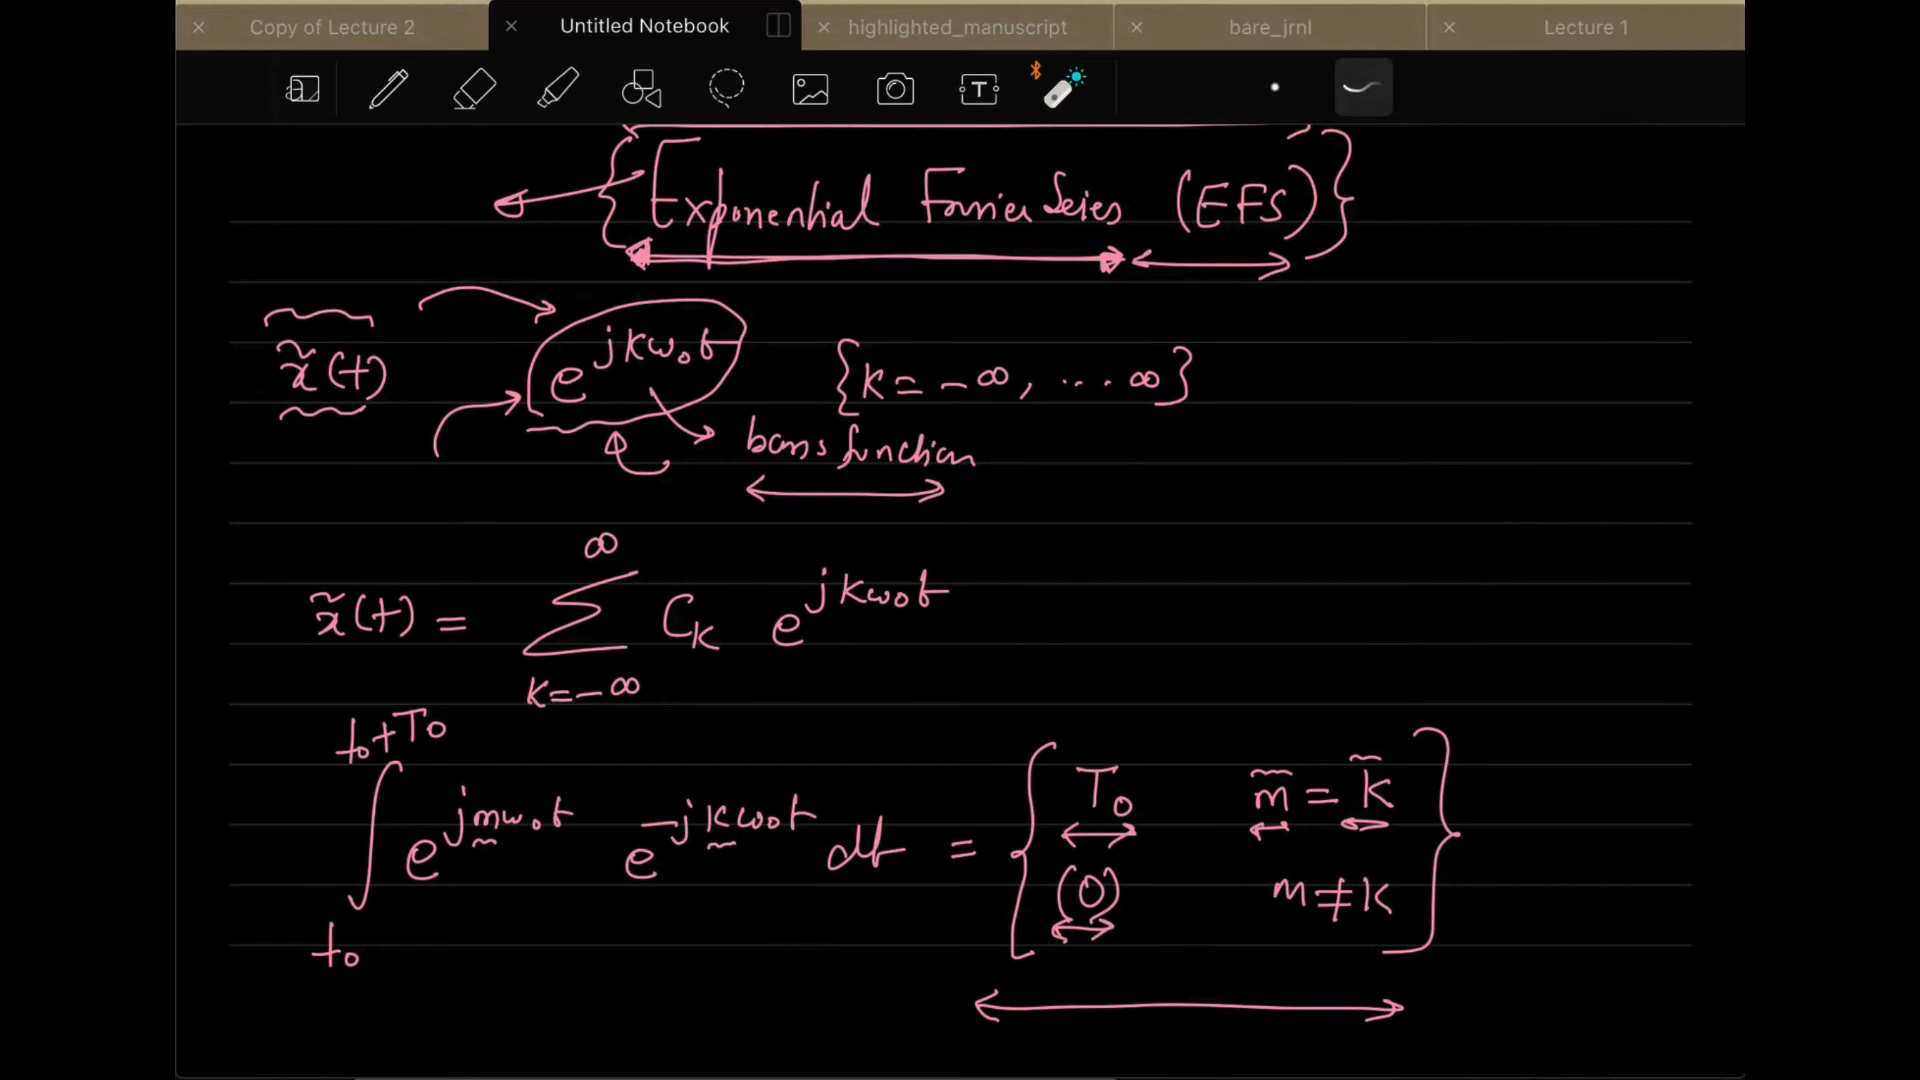 Copy of Lecture 2 Untitled Notebook highlighted_manuscript bare_jrnl Lecture 1
{Exponential Fourier Series (EFS)}
x̃(t) e^{jkω₀t} {k = -∞, ... ∞}
basis function
x̃(t) = ∑_{k=-∞}^{∞} C_k e^{jkω₀t}
∫_{t₀}^{t₀+T₀} e^{jmω₀t} e^{-jkω₀t} dt = { T₀ m = k
(0) m ≠ k }